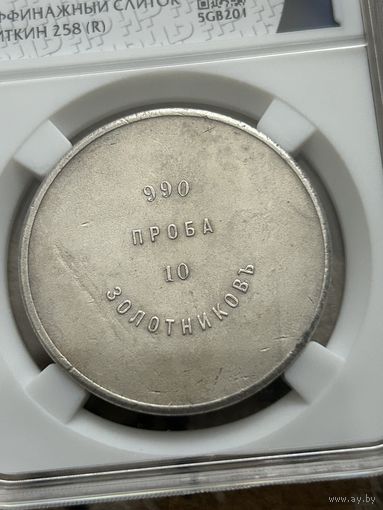 АФФИНАЖНЫЙ СЛИТОК
ИТКИН 258 (R)
5GB201
990
ПРОБА
10
ЗОЛОТНИКОВЪ
www.ay.by